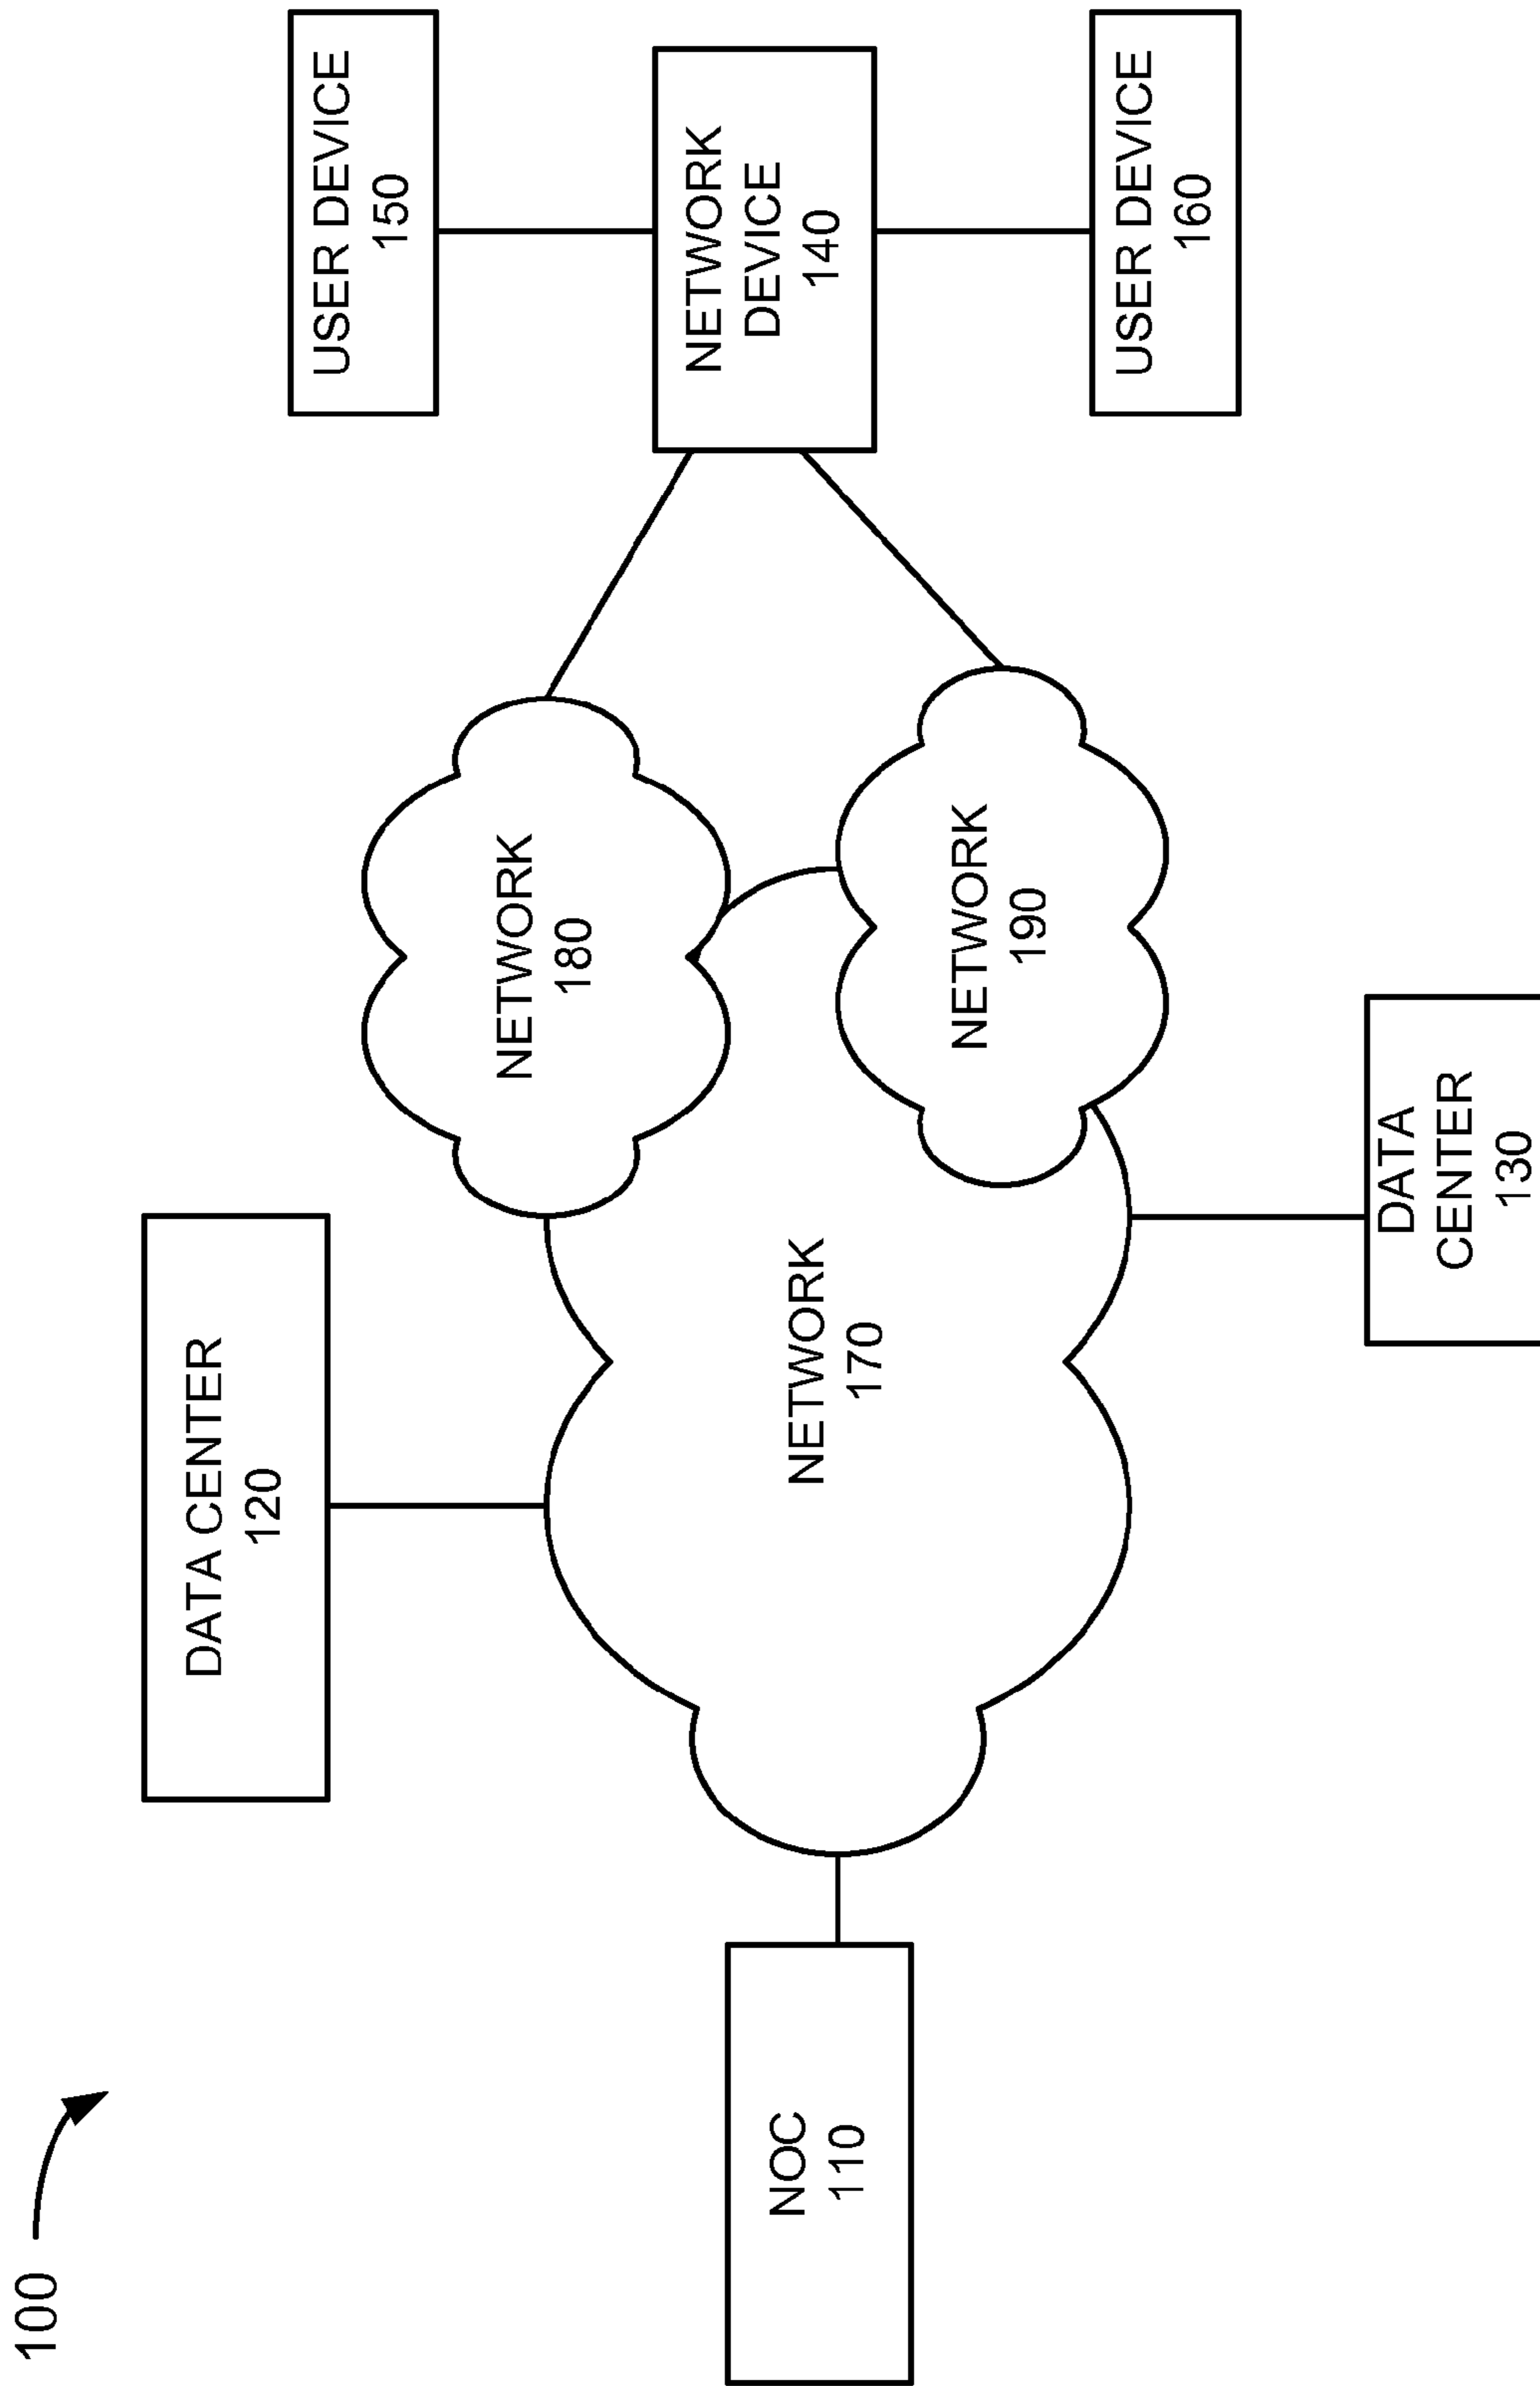 100
DATA CENTER
120
USER DEVICE
150
NETWORK
180
NOC
110
NETWORK
170
NETWORK
DEVICE
140
NETWORK
190
USER DEVICE
160
DATA
CENTER
130